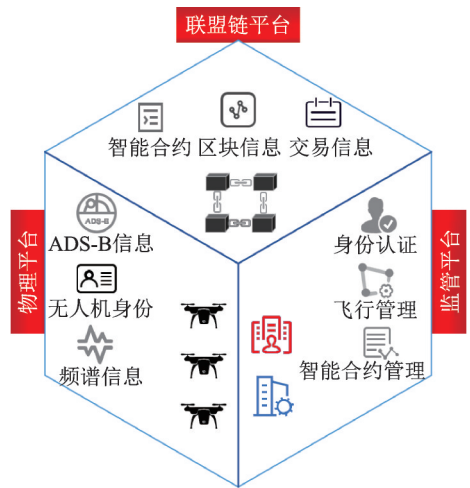 联盟链平台
智能合约 区块信息 交易信息
物理平台
ADS-B
ADS-B信息
无人机身份
频谱信息
监管平台
身份认证
飞行管理
智能合约管理